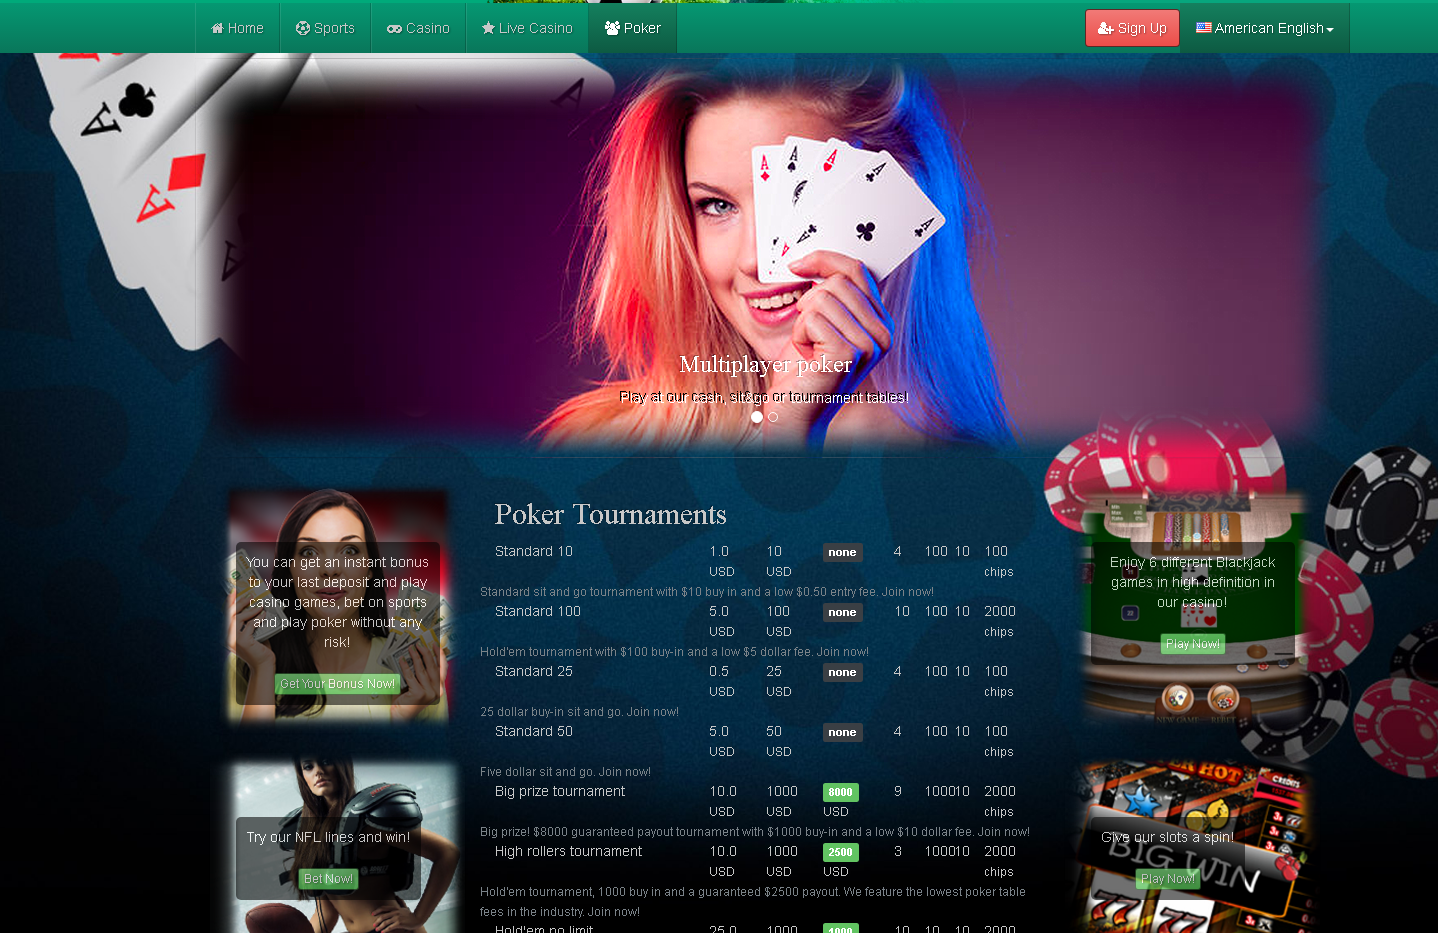 Home Sports Casino Live Casino Poker Sign Up American English
Multiplayer poker
Play at our cash, sit&go or tournament tables!
You can get an instant bonus
to your last deposit and play
casino games, bet on sports
and play poker without any
risk!
Get Your Bonus Now!
Try our NFL lines and win!
Bet Now!
Poker Tournaments
Standard 10 1.0 10 none 4 100 10 100
USD USD chips
Standard sit and go tournament with $10 buy in and a low $0.50 entry fee. Join now!
Standard 100 5.0 100 none 10 100 10 2000
USD USD chips
Hold'em tournament with $100 buy-in and a low $5 dollar fee. Join now!
Standard 25 0.5 25 none 4 100 10 100
USD USD chips
25 dollar buy-in sit and go. Join now!
Standard 50 5.0 50 none 4 100 10 100
USD USD chips
Five dollar sit and go. Join now!
Big prize tournament 10.0 1000 8000 9 1000 10 2000
USD USD USD chips
Big prize! $8000 guaranteed payout tournament with $1000 buy-in and a low $10 dollar fee. Join now!
High rollers tournament 10.0 1000 2500 3 1000 10 2000
USD USD USD chips
Hold'em tournament, 1000 buy in and a guaranteed $2500 payout. We feature the lowest poker table
fees in the industry. Join now!
Hold'em no limit 25.0 1000 1000 10 10 10 2000
Enjoy 6 different Blackjack
games in high definition in
our casino!
Play Now!
NEW GAME REBET
HOT
CREDITS
Give our slots a spin!
BIG WIN
Play Now!
777